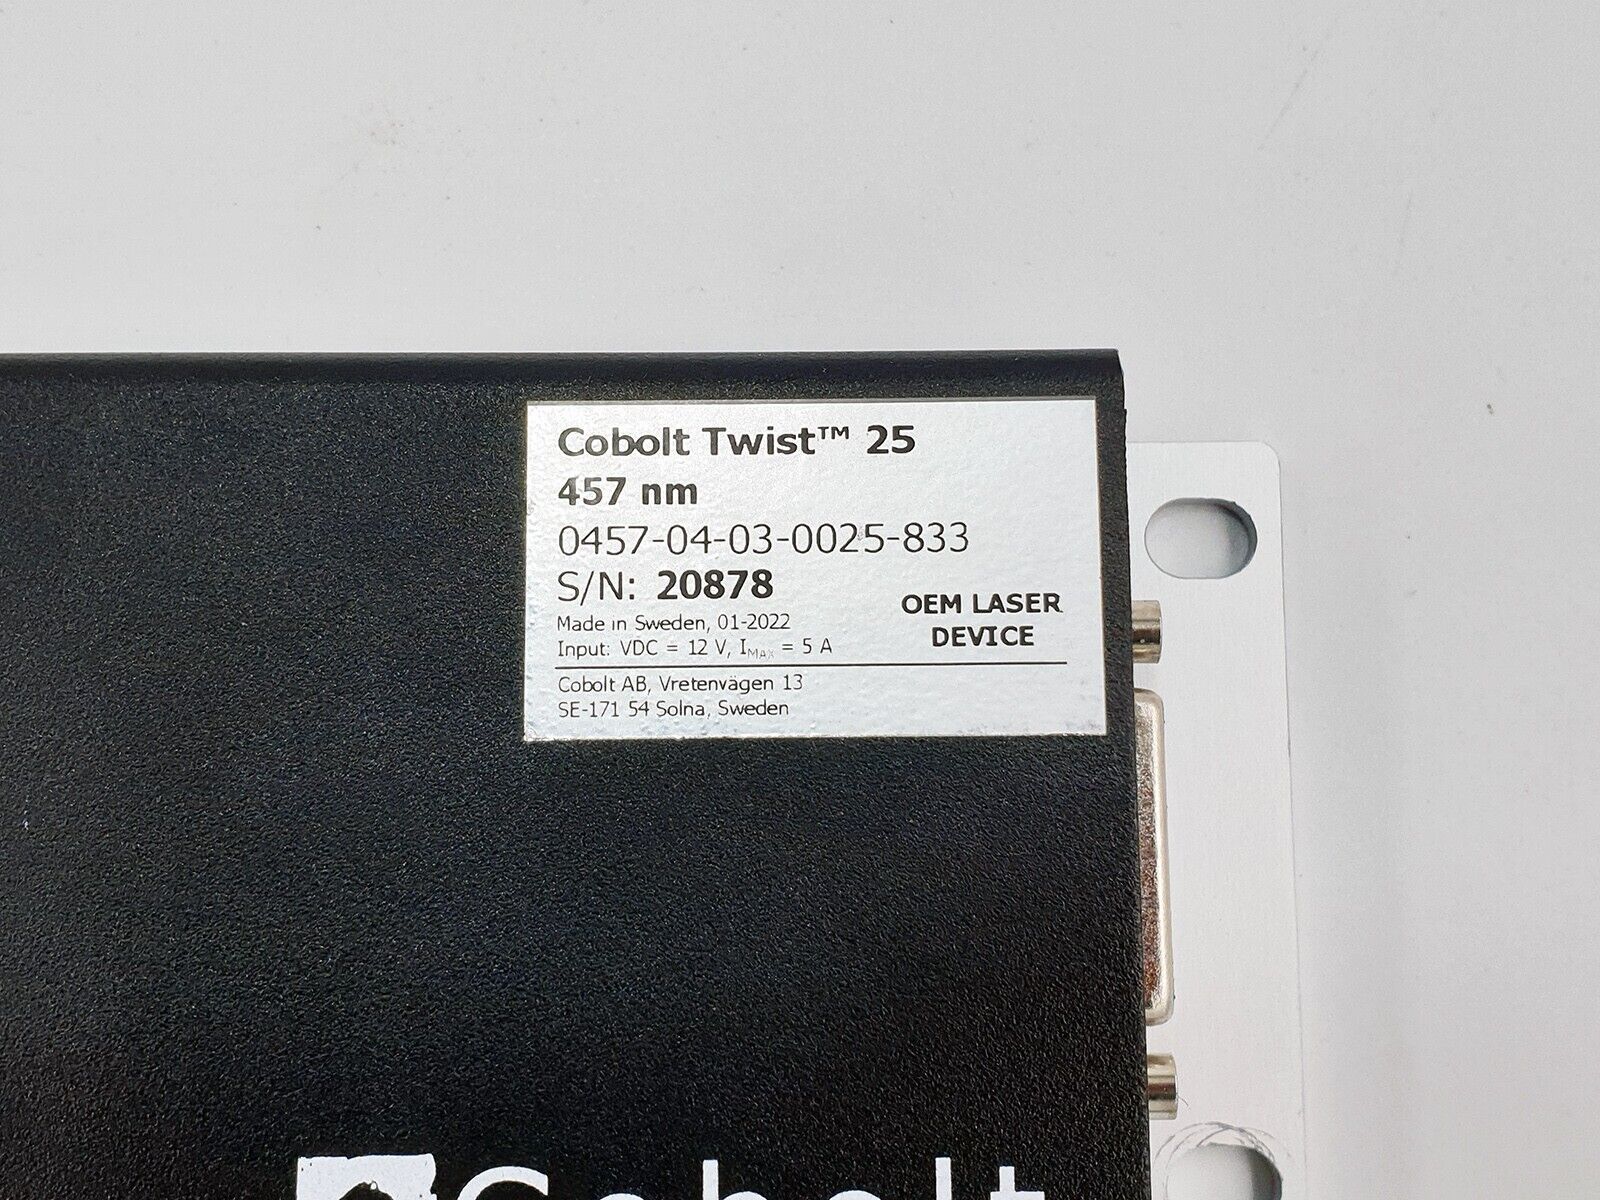 Cobolt Twist™ 25
457 nm
0457-04-03-0025-833
S/N: 20878
Made in Sweden, 01-2022
Input: VDC = 12 V, IMAX = 5 A
OEM LASER
DEVICE
Cobolt AB, Vretenvägen 13
SE-171 54 Solna, Sweden
Cobolt